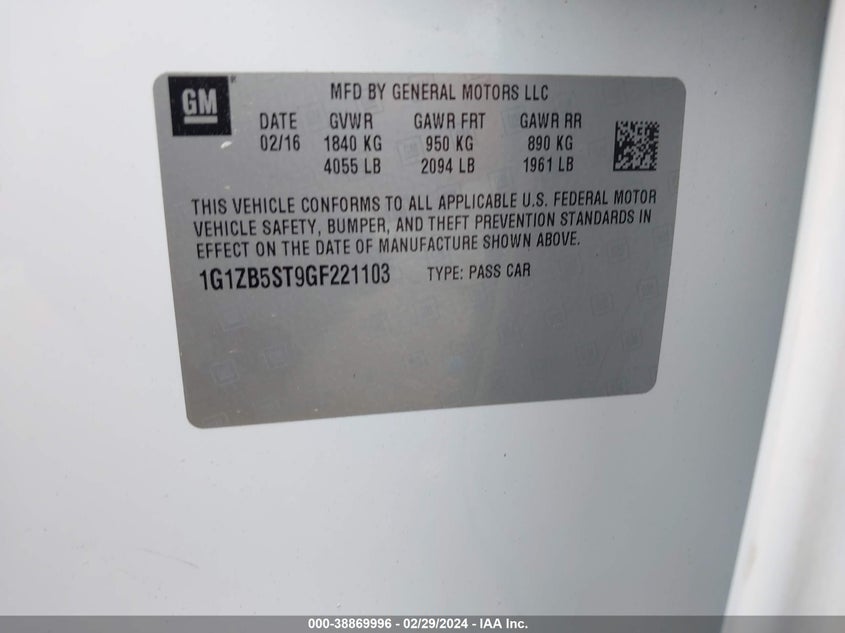 GM
MFD BY GENERAL MOTORS LLC
DATE GVWR GAWR FRT GAWR RR
02/16 1840 KG 950 KG 890 KG
4055 LB 2094 LB 1961 LB
THIS VEHICLE CONFORMS TO ALL APPLICABLE U.S. FEDERAL MOTOR
VEHICLE SAFETY, BUMPER, AND THEFT PREVENTION STANDARDS IN
EFFECT ON THE DATE OF MANUFACTURE SHOWN ABOVE.
1G1ZB5ST9GF221103 TYPE: PASS CAR
000-38869996 - 02/29/2024 - IAA Inc.